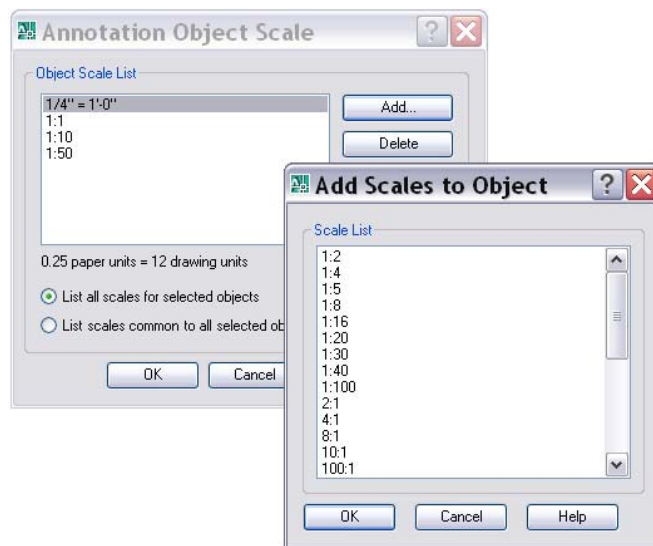 Annotation Object Scale
Object Scale List
1/4" = 1'-0"
1:1
1:10
1:50
Add...
Delete
0.25 paper units = 12 drawing units
List all scales for selected objects
List scales common to all selected ob
OK Cancel
Add Scales to Object
Scale List
1:2
1:4
1:5
1:8
1:16
1:20
1:30
1:40
1:100
2:1
4:1
8:1
10:1
100:1
OK Cancel Help